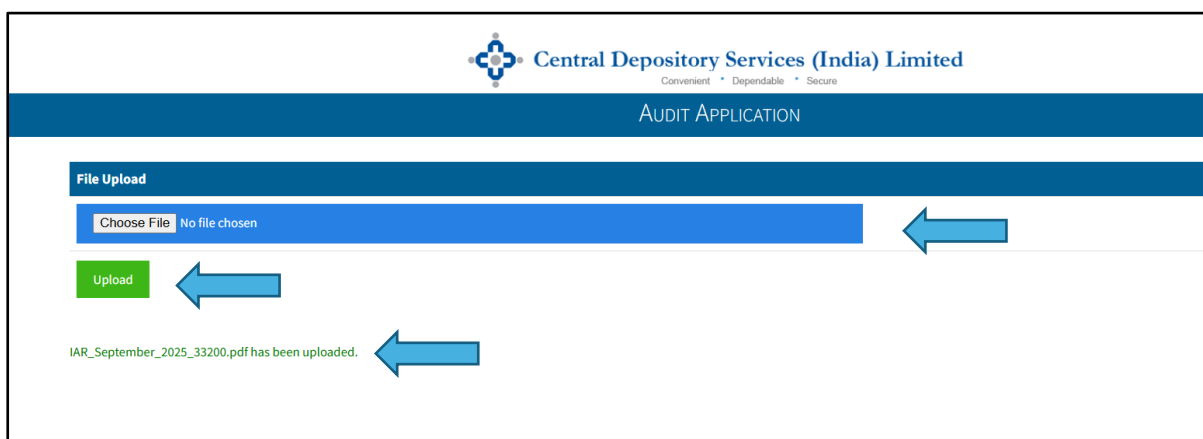 Central Depository Services (India) Limited
Convenient • Dependable • Secure
AUDIT APPLICATION
File Upload
Choose File No file chosen
Upload
IAR_September_2025_33200.pdf has been uploaded.